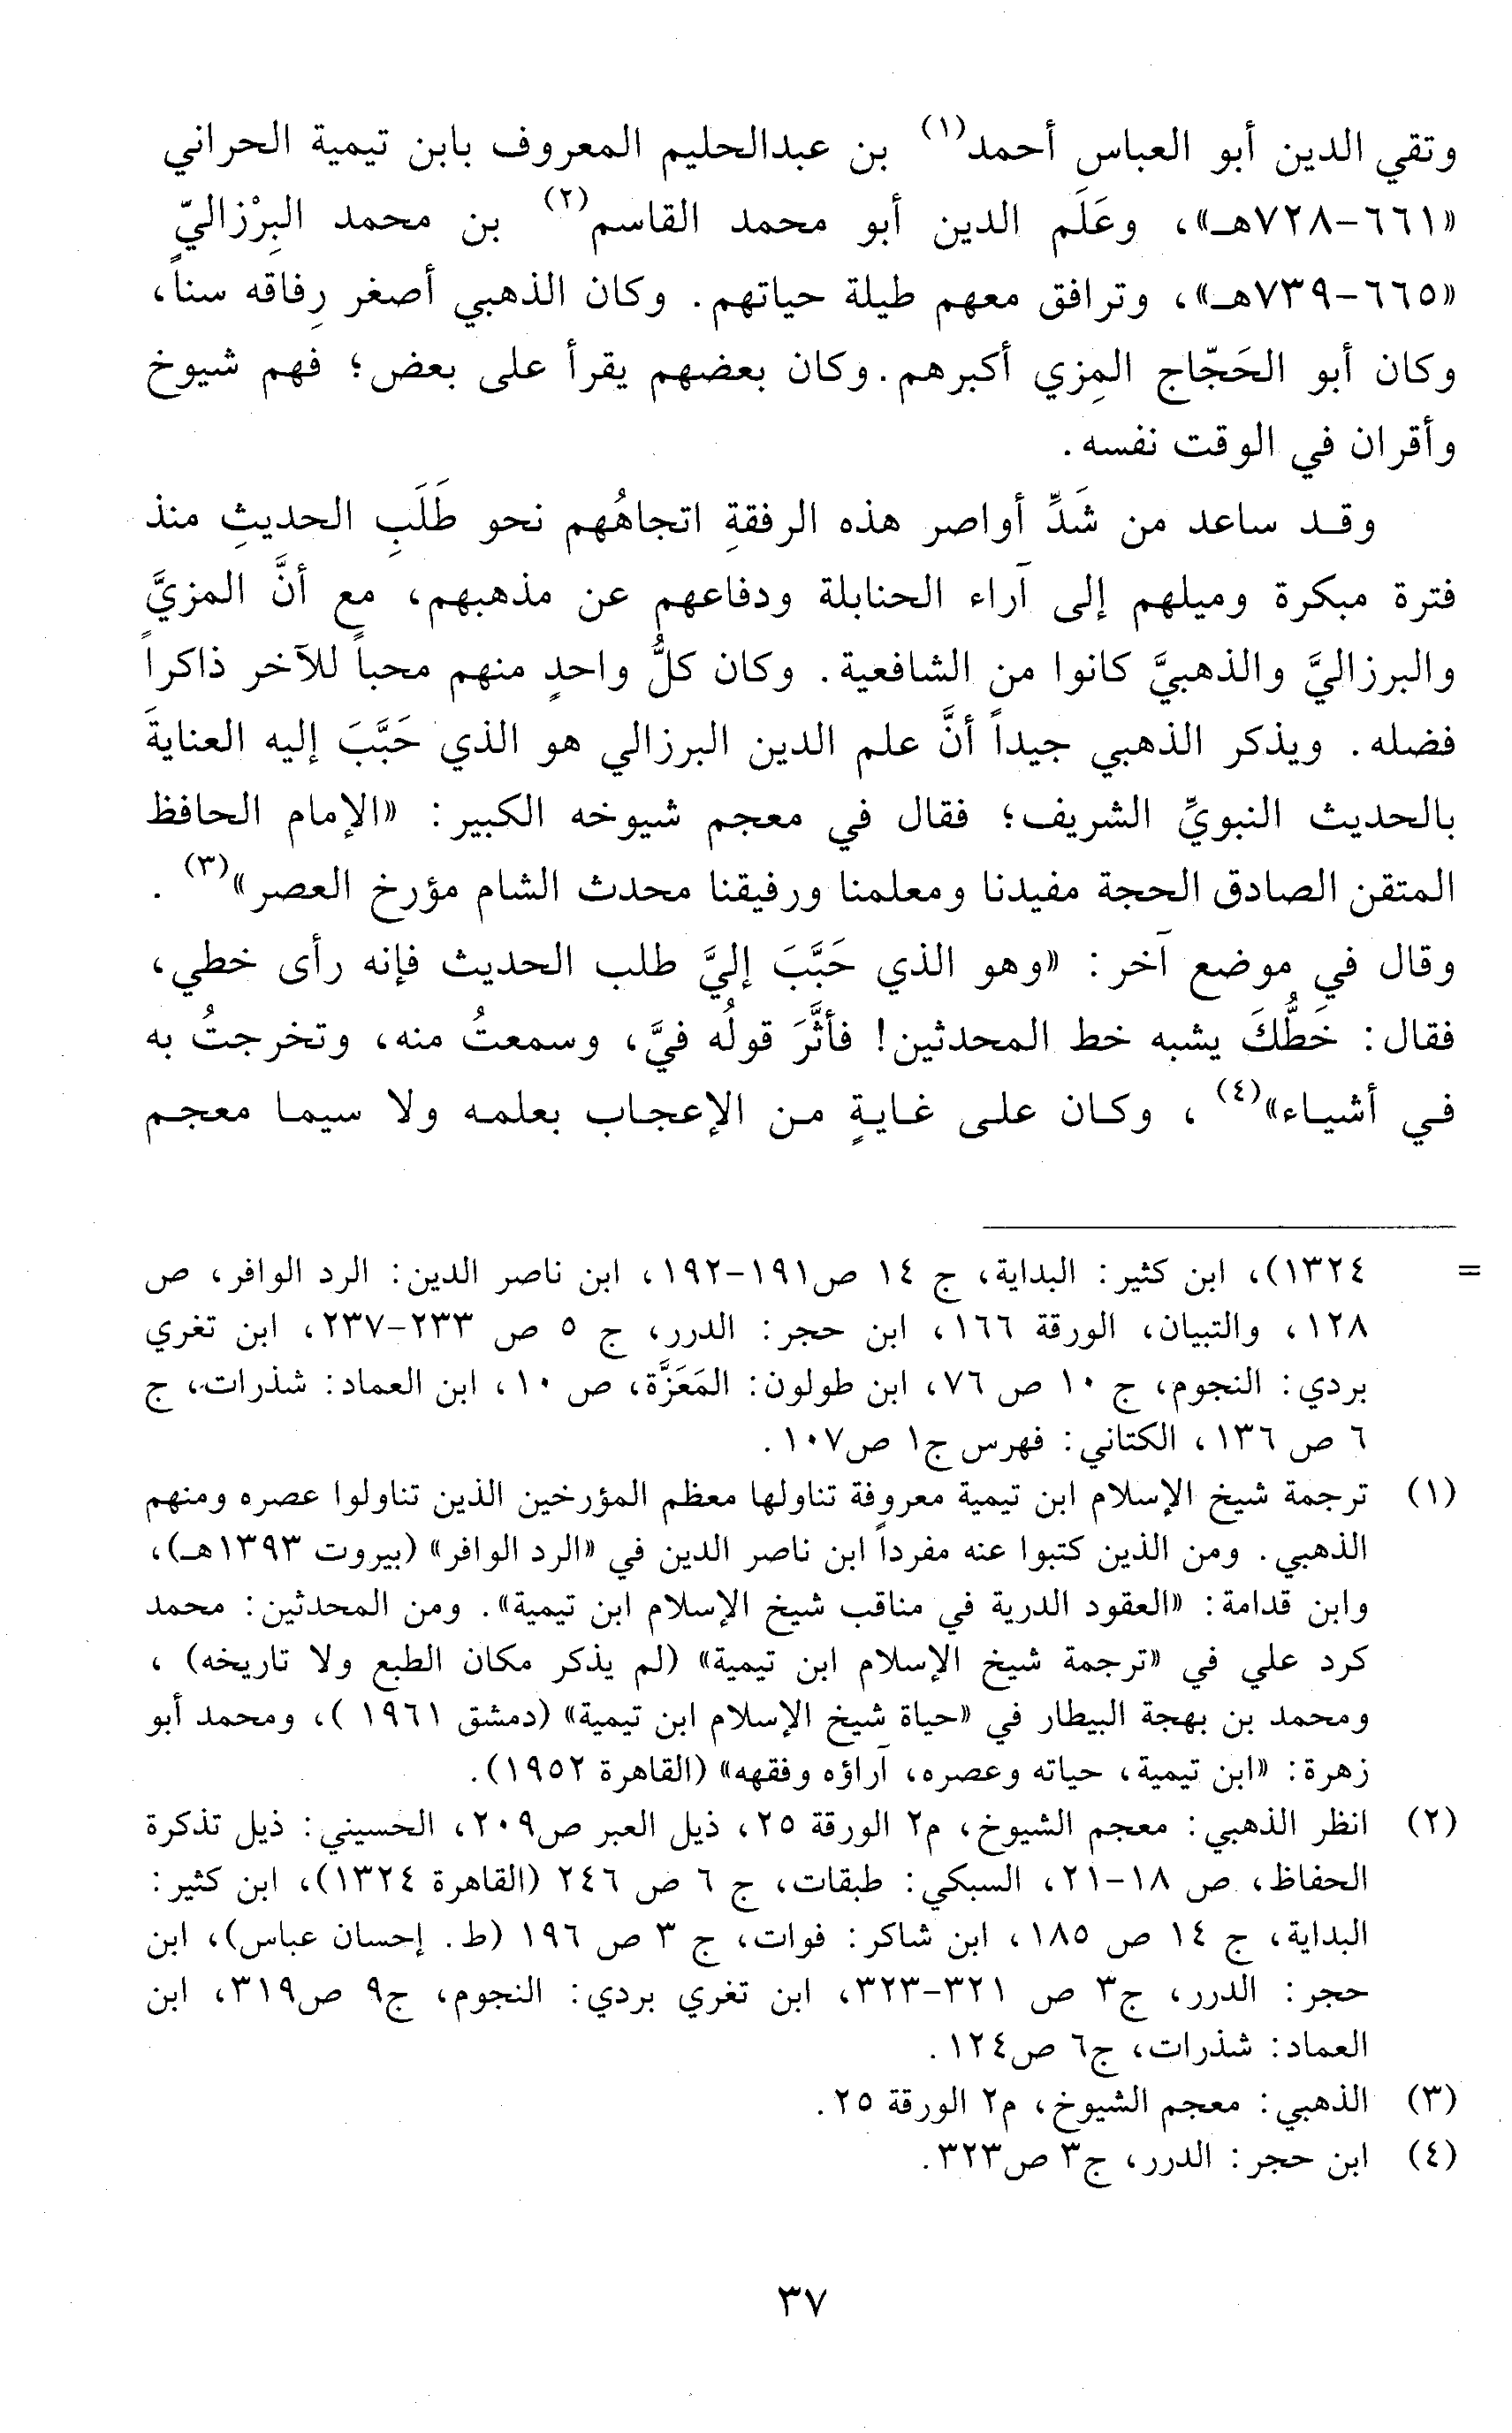 وتقي الدين أبو العباس أحمد(١) بن عبدالحليم المعروف بابن تيمية الحراني
«٦٦١-٧٢٨هـ»، وعَلَم الدين أبو محمد القاسم(٢) بن محمد البِرْزاليّ
«٦٦٥-٧٣٩هـ»، وترافق معهم طيلة حياتهم. وكان الذهبي أصغر رِفاقه سناً،
وكان أبو الحَجّاج المِزي أكبرهم. وكان بعضهم يقرأ على بعض؛ فهم شيوخ
وأقران في الوقت نفسه.
وقد ساعد من شَدِّ أواصر هذه الرفقةِ اتجاهُهم نحو طَلَبِ الحديثِ منذ
فترة مبكرة وميلهم إلى آراء الحنابلة ودفاعهم عن مذهبهم، مع أنَّ المزيَّ
والبرزاليَّ والذهبيَّ كانوا من الشافعية. وكان كلُّ واحدٍ منهم محباً للآخر ذاكراً
فضله. ويذكر الذهبي جيداً أنَّ علم الدين البرزالي هو الذي حَبَّبَ إليه العنايةَ
بالحديث النبويِّ الشريف؛ فقال في معجم شيوخه الكبير: «الإمام الحافظ
المتقن الصادق الحجة مفيدنا ومعلمنا ورفيقنا محدث الشام مؤرخ العصر»(٣).
وقال في موضع آخر: «وهو الذي حَبَّبَ إليَّ طلب الحديث فإنه رأى خطي،
فقال: خَطُّكَ يشبه خط المحدثين! فأثَّرَ قولُه فيَّ، وسمعتُ منه، وتخرجتُ به
في أشياء»(٤)، وكان على غايةٍ من الإعجاب بعلمه ولا سيما معجم
= ١٣٢٤)، ابن كثير: البداية، ج ١٤ ص١٩١-١٩٢، ابن ناصر الدين: الرد الوافر، ص
١٢٨، والتبيان، الورقة ١٦٦، ابن حجر: الدرر، ج ٥ ص ٢٣٣-٢٣٧، ابن تغري
بردي: النجوم، ج ١٠ ص ٧٦، ابن طولون: المَعَزَّة، ص ١٠، ابن العماد: شذرات، ج
٦ ص ١٣٦، الكتاني: فهرس ج١ ص١٠٧.
(١) ترجمة شيخ الإسلام ابن تيمية معروفة تناولها معظم المؤرخين الذين تناولوا عصره ومنهم
الذهبي. ومن الذين كتبوا عنه مفرداً ابن ناصر الدين في «الرد الوافر» (بيروت ١٣٩٣هـ)،
وابن قدامة: «العقود الدرية في مناقب شيخ الإسلام ابن تيمية». ومن المحدثين: محمد
كرد علي في «ترجمة شيخ الإسلام ابن تيمية» (لم يذكر مكان الطبع ولا تاريخه)،
ومحمد بن بهجة البيطار في «حياة شيخ الإسلام ابن تيمية» (دمشق ١٩٦١ )، ومحمد أبو
زهرة: «ابن تيمية، حياته وعصره، آراؤه وفقهه» (القاهرة ١٩٥٢).
(٢) انظر الذهبي: معجم الشيوخ، م٢ الورقة ٢٥، ذيل العبر ص٢٠٩، الحسيني: ذيل تذكرة
الحفاظ، ص ١٨-٢١، السبكي: طبقات، ج ٦ ص ٢٤٦ (القاهرة ١٣٢٤)، ابن كثير:
البداية، ج ١٤ ص ١٨٥، ابن شاكر: فوات، ج ٣ ص ١٩٦ (ط. إحسان عباس)، ابن
حجر: الدرر، ج٣ ص ٣٢١-٣٢٣، ابن تغري بردي: النجوم، ج٩ ص٣١٩، ابن
العماد: شذرات، ج٦ ص١٢٤.
(٣) الذهبي: معجم الشيوخ، م٢ الورقة ٢٥.
(٤) ابن حجر: الدرر، ج٣ ص٣٢٣.
٣٧